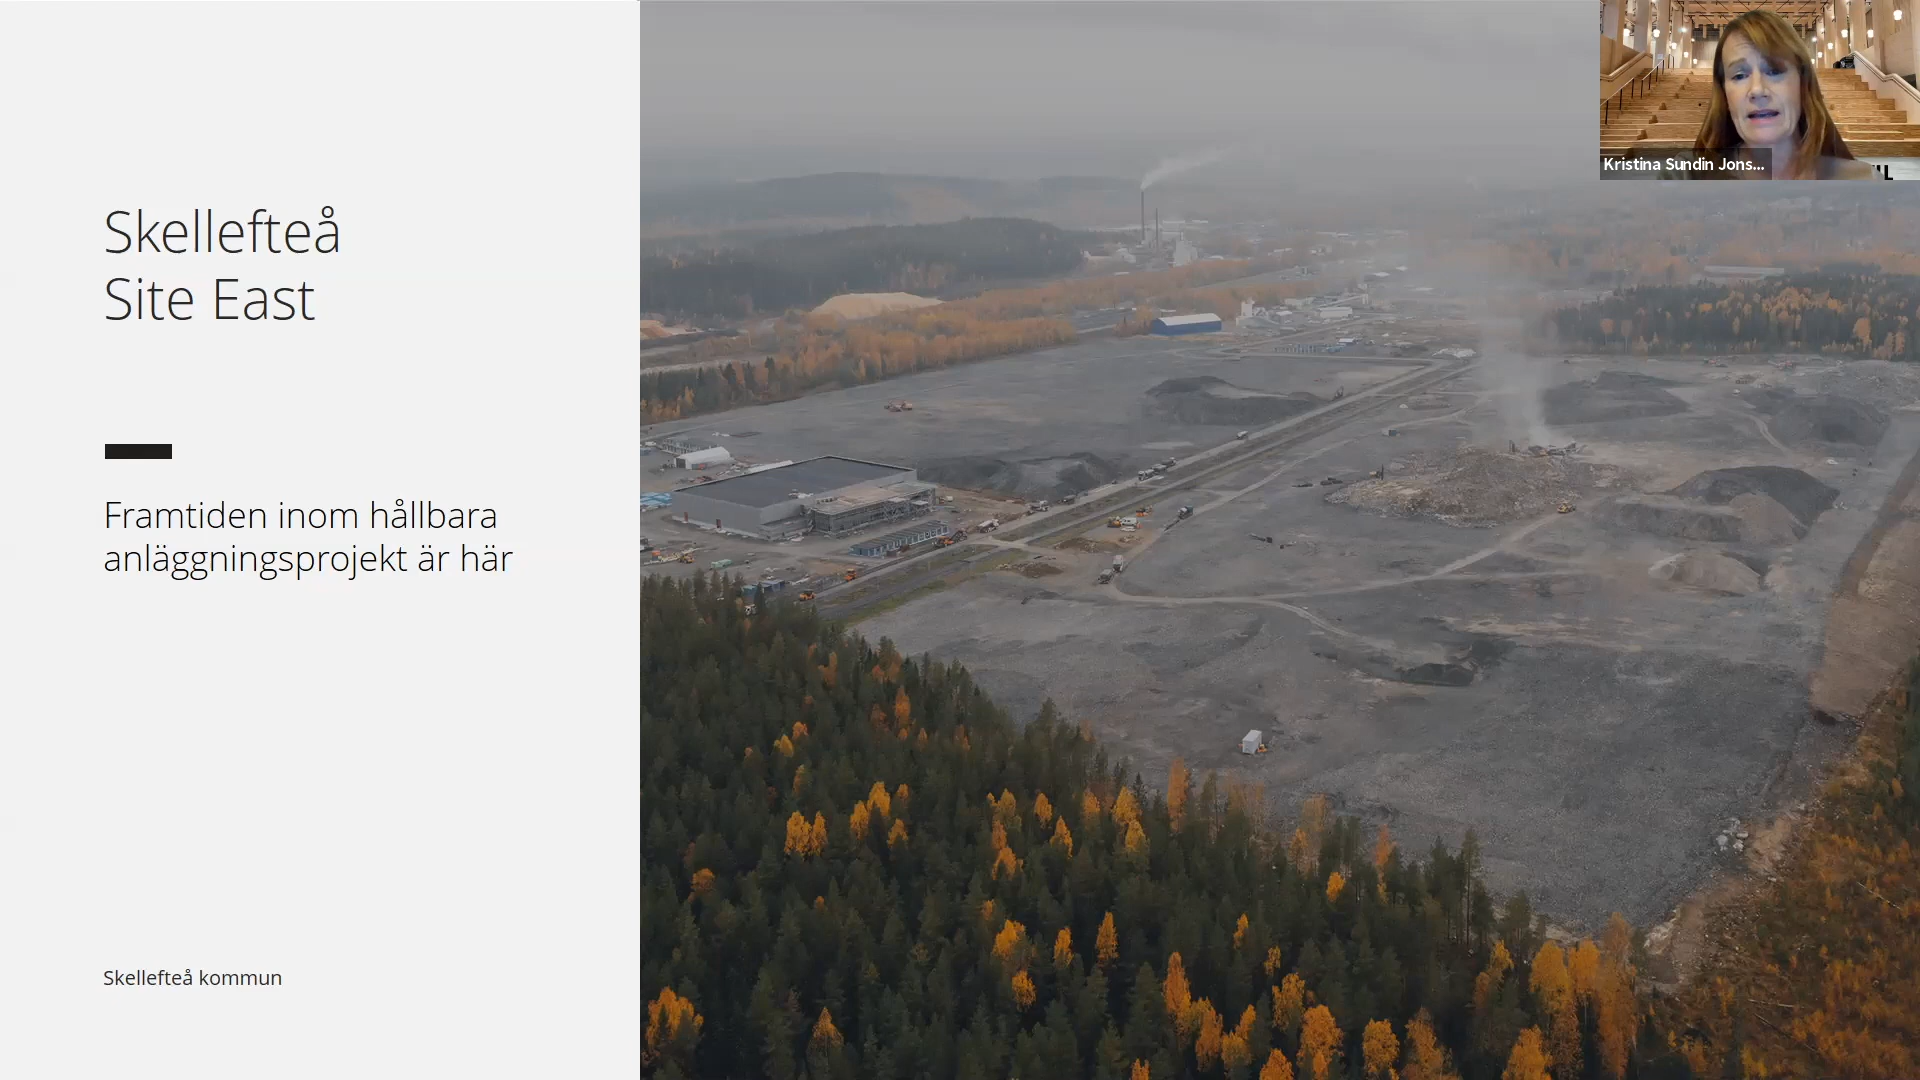 Skellefteå
Site East
Framtiden inom hållbara
anläggningsprojekt är här
Skellefteå kommun
Kristina Sundin Jons...